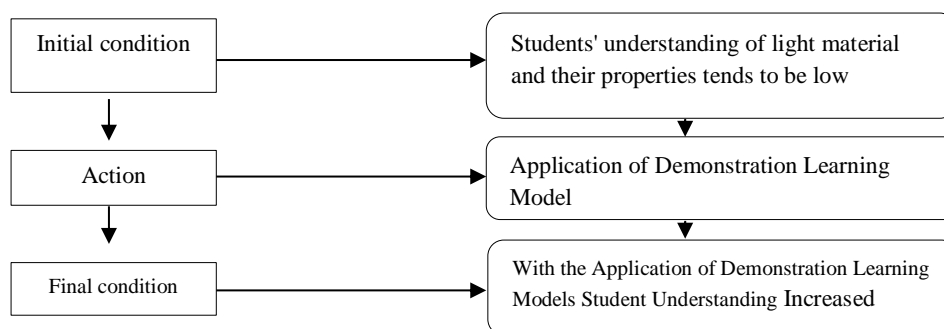 Initial condition
Students' understanding of light material
and their properties tends to be low
Action
Application of Demonstration Learning
Model
Final condition
With the Application of Demonstration Learning
Models Student Understanding Increased